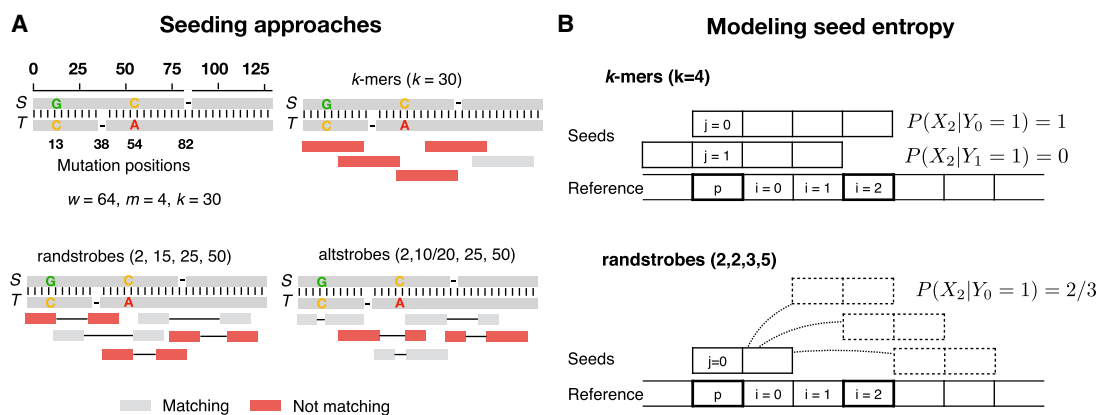 A
Seeding approaches
0 25 50 75 100 125
S G C -
T C - A
13 38 54 82
Mutation positions
w = 64, m = 4, k = 30
k-mers (k = 30)
S G C -
T C - A
randstrobes (2, 15, 25, 50)
S G C -
T C - A
altstrobes (2,10/20, 25, 50)
S G C -
T C - A
Matching
Not matching
B
Modeling seed entropy
k-mers (k=4)
Seeds
j = 0
P(X₂|Y₀ = 1) = 1
j = 1
P(X₂|Y₁ = 1) = 0
Reference p i = 0 i = 1 i = 2
randstrobes (2,2,3,5)
P(X₂|Y₀ = 1) = 2/3
Seeds j=0
Reference p i = 0 i = 1 i = 2